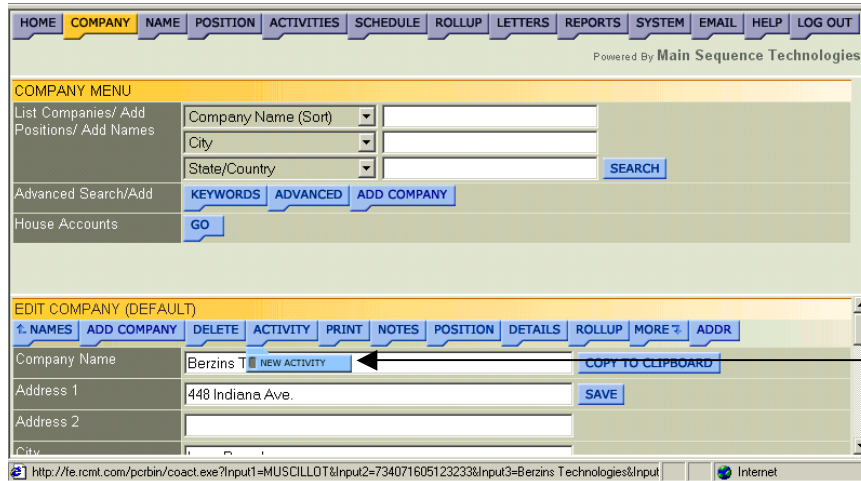 HOME COMPANY NAME POSITION ACTIVITIES SCHEDULE ROLLUP LETTERS REPORTS SYSTEM EMAIL HELP LOG OUT
Powered By Main Sequence Technologies
COMPANY MENU
List Companies/ Add Positions/ Add Names
Company Name (Sort)
City
State/Country
SEARCH
Advanced Search/Add
KEYWORDS ADVANCED ADD COMPANY
House Accounts
GO
EDIT COMPANY (DEFAULT)
NAMES ADD COMPANY DELETE ACTIVITY PRINT NOTES POSITION DETAILS ROLLUP MORE ADDR
Company Name
Berzins T
NEW ACTIVITY
COPY TO CLIPBOARD
Address 1
448 Indiana Ave.
SAVE
Address 2
City
http://fe.rcmt.com/pcrbin/coact.exe?Input1=MUSCILLOT&Input2=734071605123233&Input3=Berzins Technologies&Input
Internet